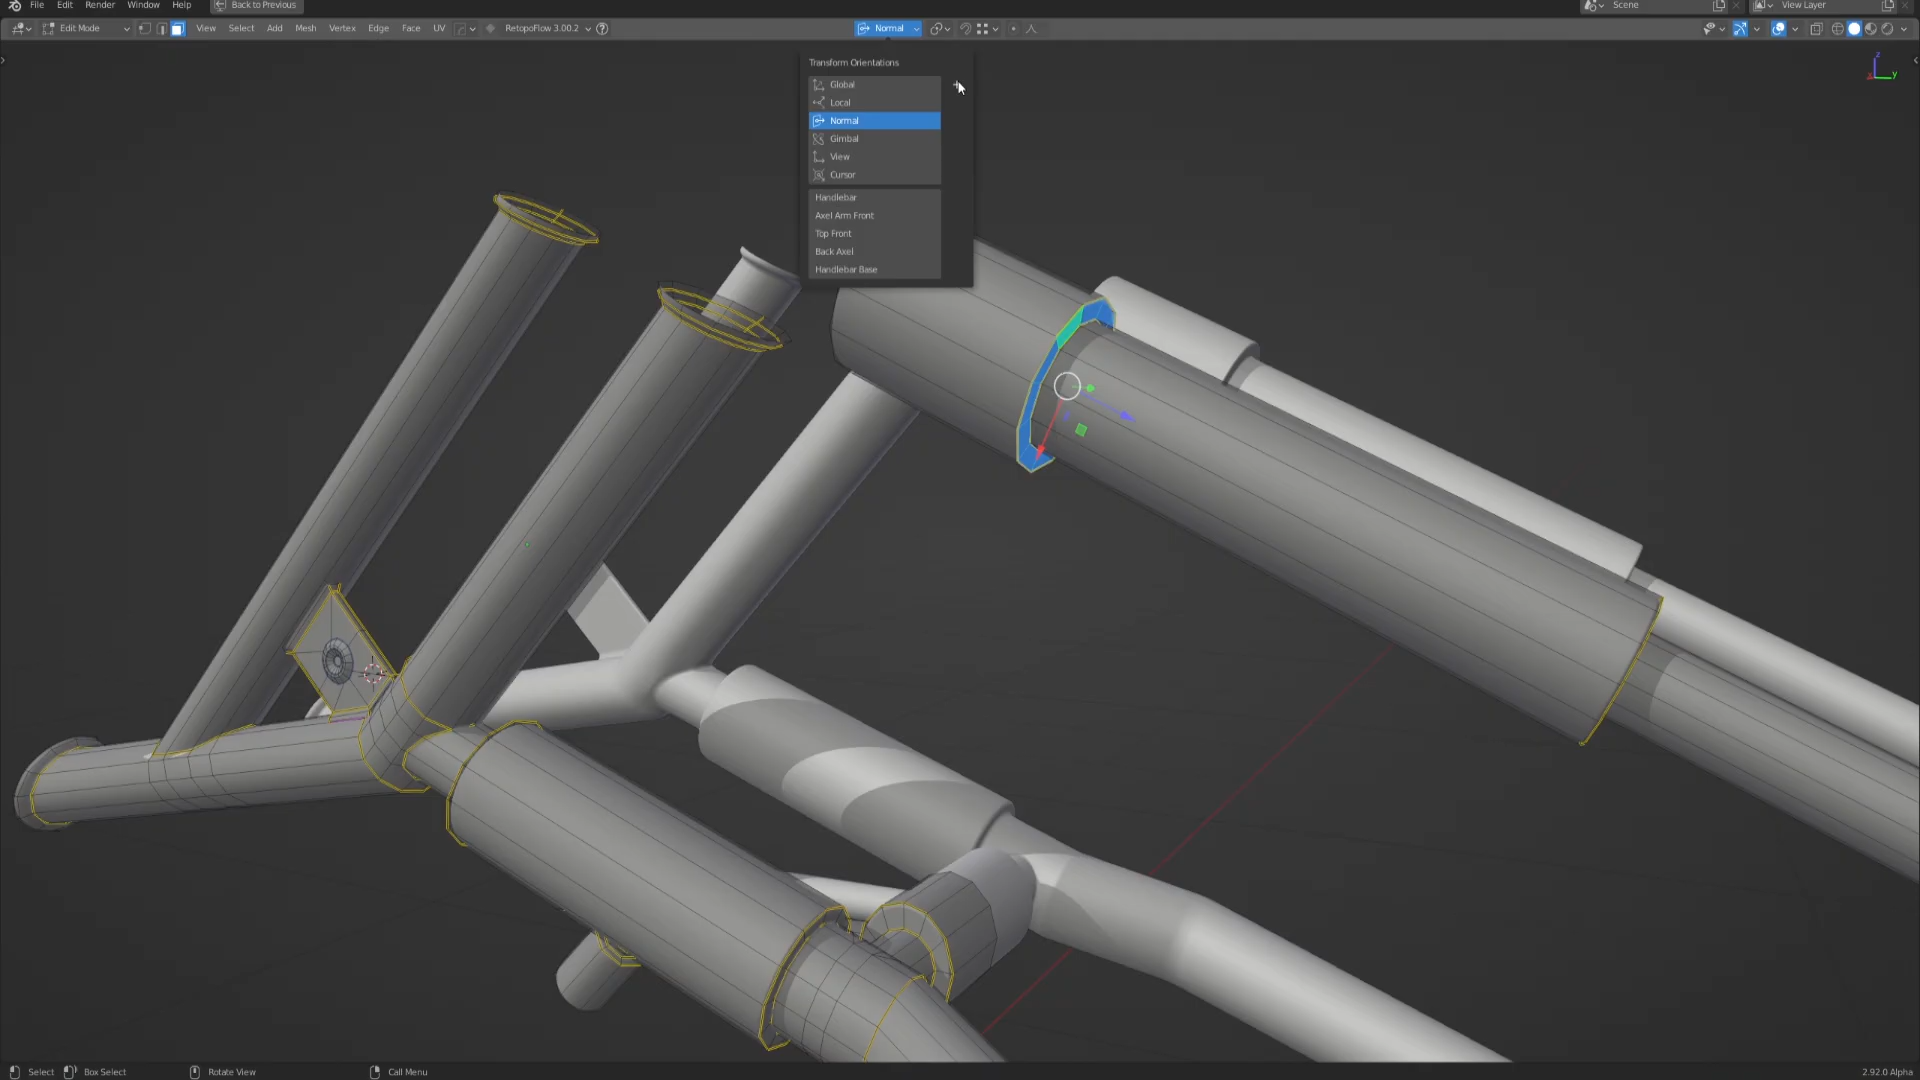 File Edit Render Window Help Back to Previous Scene View Layer
Edit Mode View Select Add Mesh Vertex Edge Face UV RetopoFlow 3.00.2 Normal
Transform Orientations
Global
Local
Normal
Gimbal
View
Cursor
Handlebar
Axel Arm Front
Top Front
Back Axel
Handlebar Base
z
x y
Select Box Select Rotate View Call Menu 2.92.0 Alpha